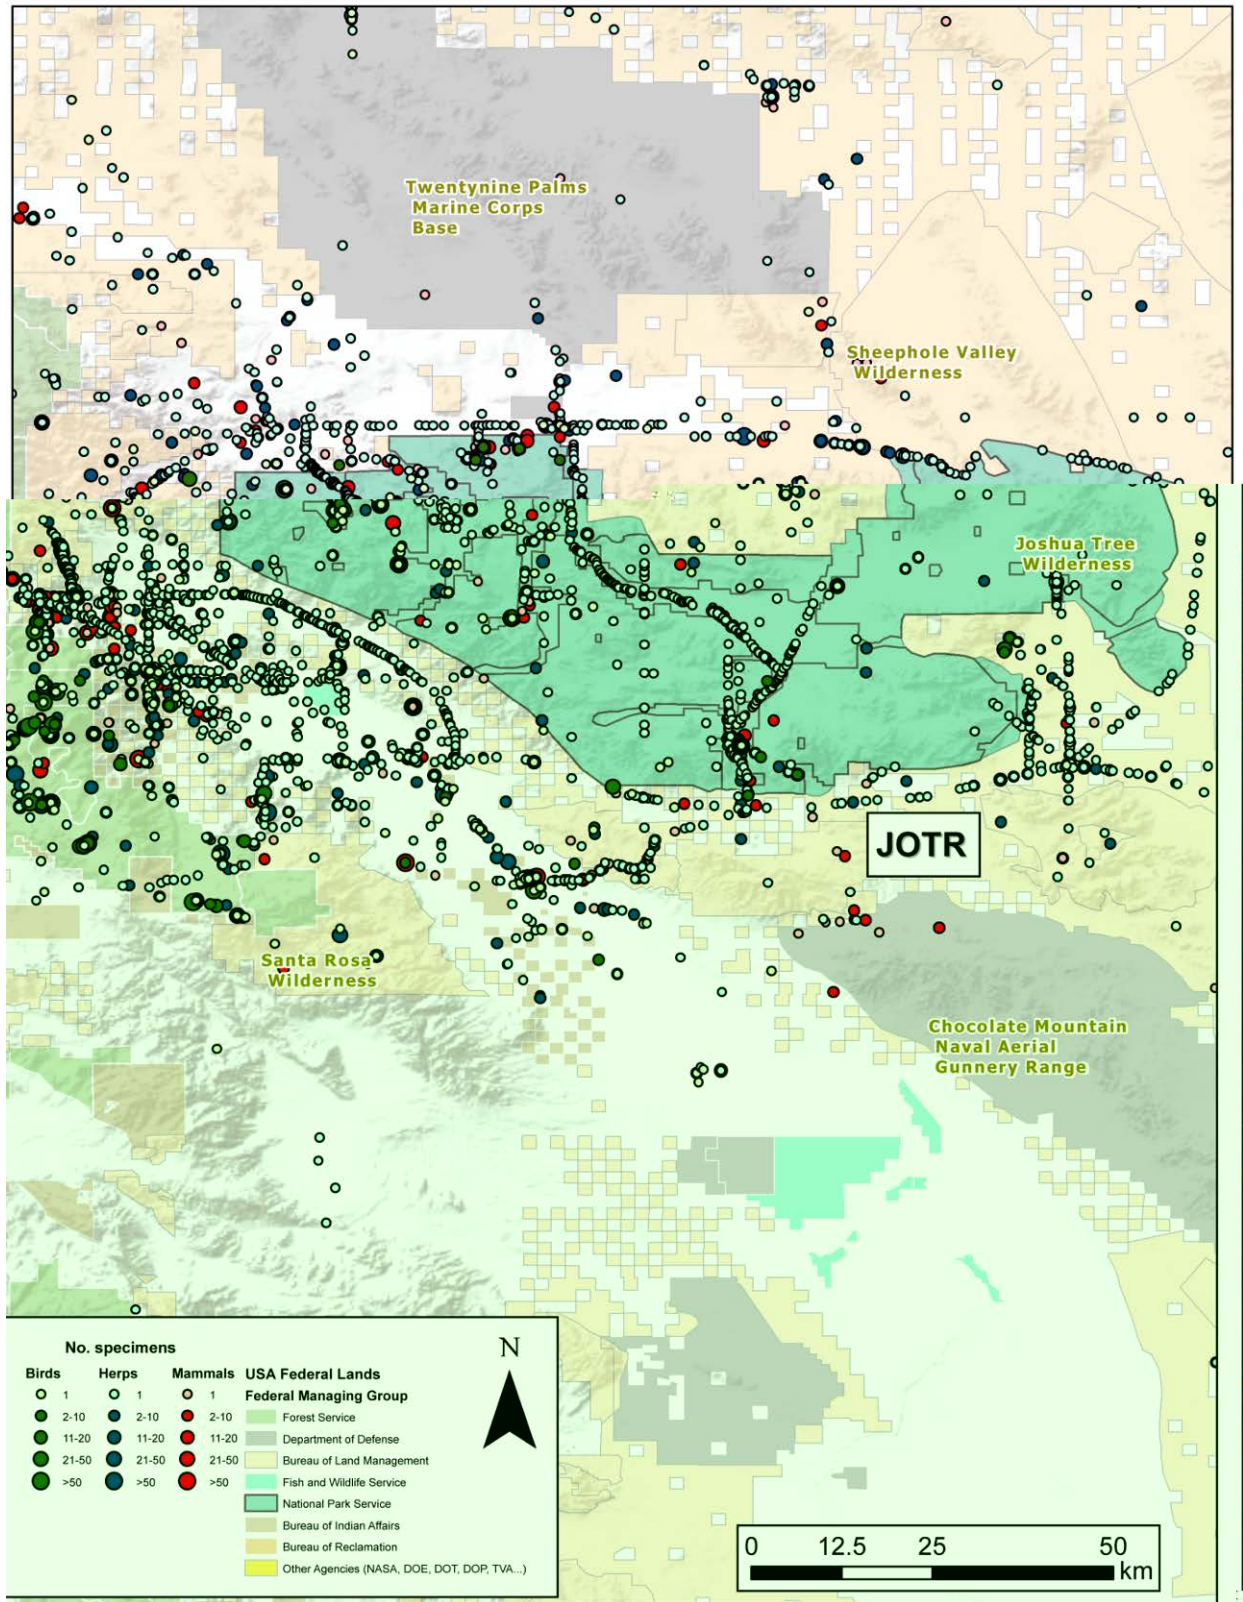 Twentynine Palms
Marine Corps
Base
Sheephole Valley
Wilderness
Joshua Tree
Wilderness
JOTR
Santa Rosa
Wilderness
Chocolate Mountain
Naval Aerial
Gunnery Range
No. specimens
Birds Herps Mammals USA Federal Lands
1 1 1 Federal Managing Group
2-10 2-10 2-10 Forest Service
11-20 11-20 11-20 Department of Defense
21-50 21-50 21-50 Bureau of Land Management
>50 >50 >50 Fish and Wildlife Service
National Park Service
Bureau of Indian Affairs
Bureau of Reclamation
Other Agencies (NASA, DOE, DOT, DOP, TVA...)
N
0 12.5 25 50
km